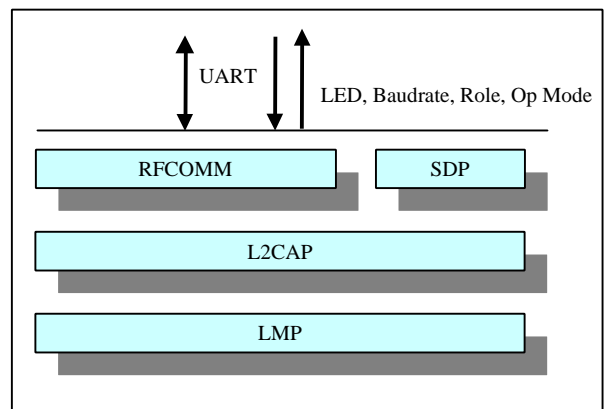 UART
LED, Baudrate, Role, Op Mode
RFCOMM
SDP
L2CAP
LMP